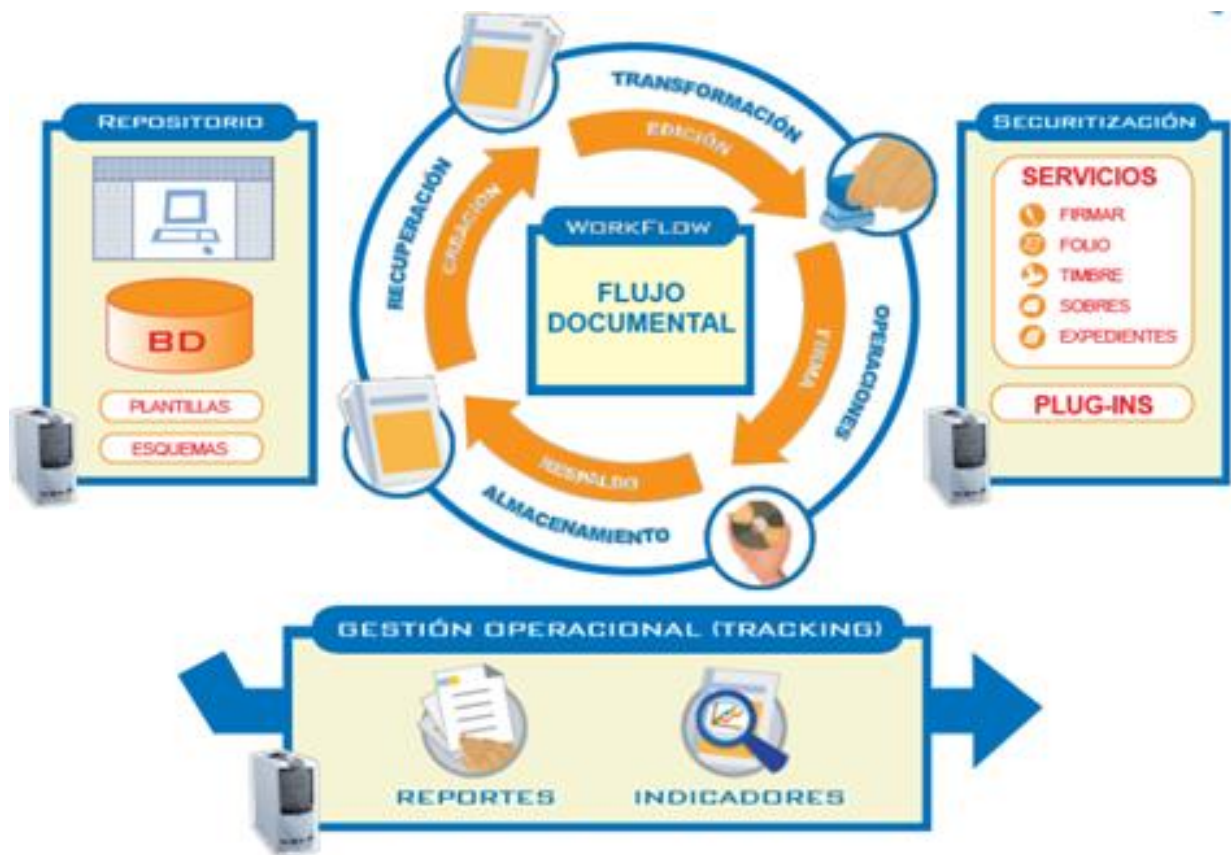 REPOSITORIO
BD
PLANTILLAS
ESQUEMAS
TRANSFORMACIÓN
EDICIÓN
RECUPERACIÓN
CREACIÓN
WORKFLOW
FLUJO
DOCUMENTAL
OPERACIONES
FIRMA
RESPALDO
ALMACENAMIENTO
SECURITIZACIÓN
SERVICIOS
FIRMAR
FOLIO
TIMBRE
SOBRES
EXPEDIENTES
PLUG-INS
GESTIÓN OPERACIONAL (TRACKING)
REPORTES
INDICADORES